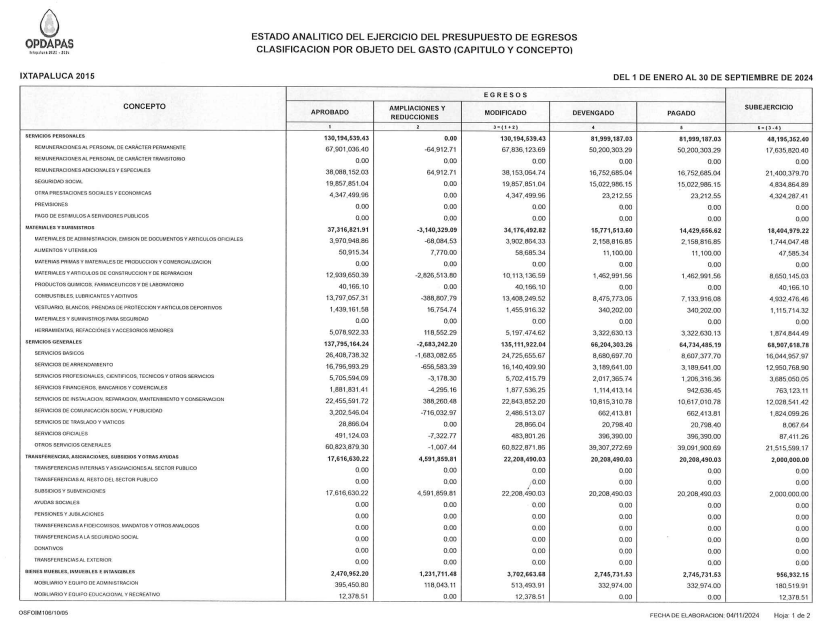 OPDAPAS
Ixtapaluca 2022 - 2024
ESTADO ANALITICO DEL EJERCICIO DEL PRESUPUESTO DE EGRESOS
CLASIFICACION POR OBJETO DEL GASTO (CAPITULO Y CONCEPTO)
IXTAPALUCA 2015 DEL 1 DE ENERO AL 30 DE SEPTIEMBRE DE 2024
EGRESOS
CONCEPTO APROBADO AMPLIACIONES Y REDUCCIONES MODIFICADO DEVENGADO PAGADO SUBEJERCICIO
1 2 3 = ( 1 + 2 ) 4 5 6 = ( 3 - 4 )
SERVICIOS PERSONALES 130,194,539.43 0.00 130,194,539.43 81,999,187.03 81,999,187.03 48,195,352.40
REMUNERACIONES AL PERSONAL DE CARÁCTER PERMANENTE 67,901,036.40 -64,912.71 67,836,123.69 50,200,303.29 50,200,303.29 17,635,820.40
REMUNERACIONES AL PERSONAL DE CARÁCTER TRANSITORIO 0.00 0.00 0.00 0.00 0.00 0.00
REMUNERACIONES ADICIONALES Y ESPECIALES 38,088,152.03 64,912.71 38,153,064.74 16,752,685.04 16,752,685.04 21,400,379.70
SEGURIDAD SOCIAL 19,857,851.04 0.00 19,857,851.04 15,022,986.15 15,022,986.15 4,834,864.89
OTRA PRESTACIONES SOCIALES Y ECONOMICAS 4,347,499.96 0.00 4,347,499.96 23,212.55 23,212.55 4,324,287.41
PREVISIONES 0.00 0.00 0.00 0.00 0.00 0.00
PAGO DE ESTIMULOS A SERVIDORES PUBLICOS 0.00 0.00 0.00 0.00 0.00 0.00
MATERIALES Y SUMINISTROS 37,316,821.91 -3,140,329.09 34,176,492.82 15,771,513.60 14,429,656.62 18,404,979.22
MATERIALES DE ADMINISTRACION, EMISION DE DOCUMENTOS Y ARTICULOS OFICIALES 3,970,948.86 -68,084.53 3,902,864.33 2,158,816.85 2,158,816.85 1,744,047.48
ALIMENTOS Y UTENSILIOS 50,915.34 7,770.00 58,685.34 11,100.00 11,100.00 47,585.34
MATERIAS PRIMAS Y MATERIALES DE PRODUCCION Y COMERCIALIZACION 0.00 0.00 0.00 0.00 0.00 0.00
MATERIALES Y ARTICULOS DE CONSTRUCCION Y DE REPARACION 12,939,650.39 -2,826,513.80 10,113,136.59 1,462,991.56 1,462,991.56 8,650,145.03
PRODUCTOS QUIMICOS, FARMACEUTICOS Y DE LABORATORIO 40,166.10 0.00 40,166.10 0.00 0.00 40,166.10
COMBUSTIBLES, LUBRICANTES Y ADITIVOS 13,797,057.31 -388,807.79 13,408,249.52 8,475,773.06 7,133,916.08 4,932,476.46
VESTUARIO, BLANCOS, PRENDAS DE PROTECCION Y ARTICULOS DEPORTIVOS 1,439,161.58 16,754.74 1,455,916.32 340,202.00 340,202.00 1,115,714.32
MATERIALES Y SUMINISTROS PARA SEGURIDAD 0.00 0.00 0.00 0.00 0.00 0.00
HERRAMIENTAS, REFACCIONES Y ACCESORIOS MENORES 5,078,922.33 118,552.29 5,197,474.62 3,322,630.13 3,322,630.13 1,874,844.49
SERVICIOS GENERALES 137,795,164.24 -2,683,242.20 135,111,922.04 66,204,303.26 64,734,485.19 68,907,618.78
SERVICIOS BASICOS 26,408,738.32 -1,683,082.65 24,725,655.67 8,680,697.70 8,607,377.70 16,044,957.97
SERVICIOS DE ARRENDAMIENTO 16,796,993.29 -656,583.39 16,140,409.90 3,189,641.00 3,189,641.00 12,950,768.90
SERVICIOS PROFESIONALES, CIENTIFICOS, TECNICOS Y OTROS SERVICIOS 5,705,594.09 -3,178.30 5,702,415.79 2,017,365.74 1,206,316.36 3,685,050.05
SERVICIOS FINANCIEROS, BANCARIOS Y COMERCIALES 1,881,831.41 -4,295.16 1,877,536.25 1,114,413.14 942,636.45 763,123.11
SERVICIOS DE INSTALACION, REPARACION, MANTENIMIENTO Y CONSERVACION 22,455,591.72 388,260.48 22,843,852.20 10,815,310.78 10,617,010.78 12,028,541.42
SERVICIOS DE COMUNICACIÓN SOCIAL Y PUBLICIDAD 3,202,546.04 -716,032.97 2,486,513.07 662,413.81 662,413.81 1,824,099.26
SERVICIOS DE TRASLADO Y VIATICOS 28,866.04 0.00 28,866.04 20,798.40 20,798.40 8,067.64
SERVICIOS OFICIALES 491,124.03 -7,322.77 483,801.26 396,390.00 396,390.00 87,411.26
OTROS SERVICIOS GENERALES 60,823,879.30 -1,007.44 60,822,871.86 39,307,272.69 39,091,900.69 21,515,599.17
TRANSFERENCIAS, ASIGNACIONES, SUBSIDIOS Y OTRAS AYUDAS 17,616,630.22 4,591,859.81 22,208,490.03 20,208,490.03 20,208,490.03 2,000,000.00
TRANSFERENCIAS INTERNAS Y ASIGNACIONES AL SECTOR PUBLICO 0.00 0.00 0.00 0.00 0.00 0.00
TRANSFERENCIAS AL RESTO DEL SECTOR PUBLICO 0.00 0.00 0.00 0.00 0.00 0.00
SUBSIDIOS Y SUBVENCIONES 17,616,630.22 4,591,859.81 22,208,490.03 20,208,490.03 20,208,490.03 2,000,000.00
AYUDAS SOCIALES 0.00 0.00 0.00 0.00 0.00 0.00
PENSIONES Y JUBILACIONES 0.00 0.00 0.00 0.00 0.00 0.00
TRANSFERENCIAS A FIDEICOMISOS, MANDATOS Y OTROS ANALOGOS 0.00 0.00 0.00 0.00 0.00 0.00
TRANSFERENCIAS A LA SEGURIDAD SOCIAL 0.00 0.00 0.00 0.00 0.00 0.00
DONATIVOS 0.00 0.00 0.00 0.00 0.00 0.00
TRANSFERENCIAS AL EXTERIOR 0.00 0.00 0.00 0.00 0.00 0.00
BIENES MUEBLES, INMUEBLES E INTANGIBLES 2,470,952.20 1,231,711.48 3,702,663.68 2,745,731.53 2,745,731.53 956,932.15
MOBILIARIO Y EQUIPO DE ADMINISTRACION 395,450.80 118,043.11 513,493.91 332,974.00 332,974.00 180,519.91
MOBILIARIO Y EQUIPO EDUCACIONAL Y RECREATIVO 12,378.51 0.00 12,378.51 0.00 0.00 12,378.51
OSFOIM106/10/05 FECHA DE ELABORACION: 04/11/2024 Hoja: 1 de 2